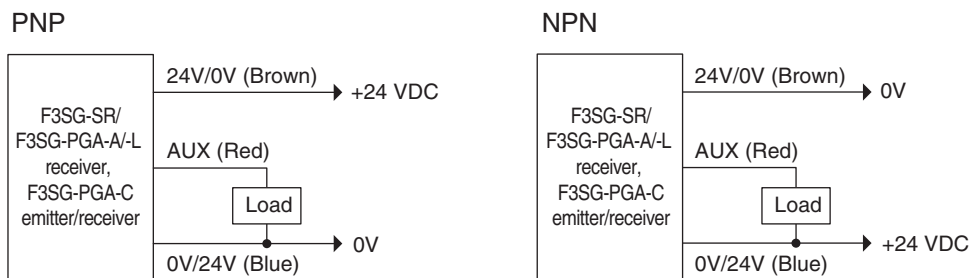 PNP
24V/0V (Brown)
+24 VDC
F3SG-SR/
F3SG-PGA-A/-L
receiver,
F3SG-PGA-C
emitter/receiver
AUX (Red)
Load
0V
0V/24V (Blue)
NPN
24V/0V (Brown)
0V
F3SG-SR/
F3SG-PGA-A/-L
receiver,
F3SG-PGA-C
emitter/receiver
AUX (Red)
Load
+24 VDC
0V/24V (Blue)